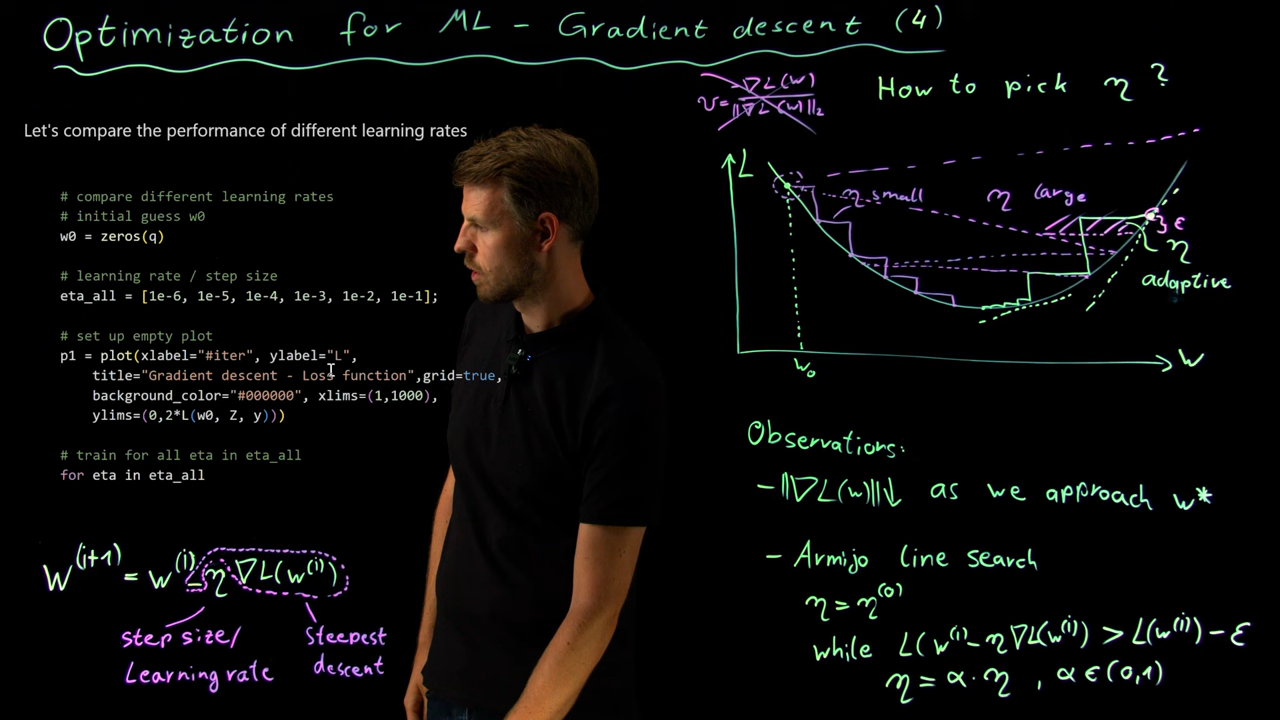 Optimization for ML - Gradient descent (4)
Let's compare the performance of different learning rates
# compare different learning rates
# initial guess w0
w0 = zeros(q)
# learning rate / step size
eta_all = [1e-6, 1e-5, 1e-4, 1e-3, 1e-2, 1e-1];
# set up empty plot
p1 = plot(xlabel="#iter", ylabel="L",
title="Gradient descent - Loss function",grid=true,
background_color="#000000", xlims=(1,1000),
ylims=(0,2*L(w0, Z, y)))
# train for all eta in eta_all
for eta in eta_all
w^(i+1) = w^(i) - η ∇L(w^(i))
step size/
Learning rate
steepest
descent
v = -∇L(w) / ||∇L(w)||₂
How to pick η ?
L
η small
η large
ε
η
adaptive
w₀
w
Observations:
- ||∇L(w)||↓ as we approach w*
- Armijo line search
η = η^(0)
while L(w^(i) - η∇L(w^(i)) > L(w^(i)) - ε
η = α · η , α ∈ (0,1)